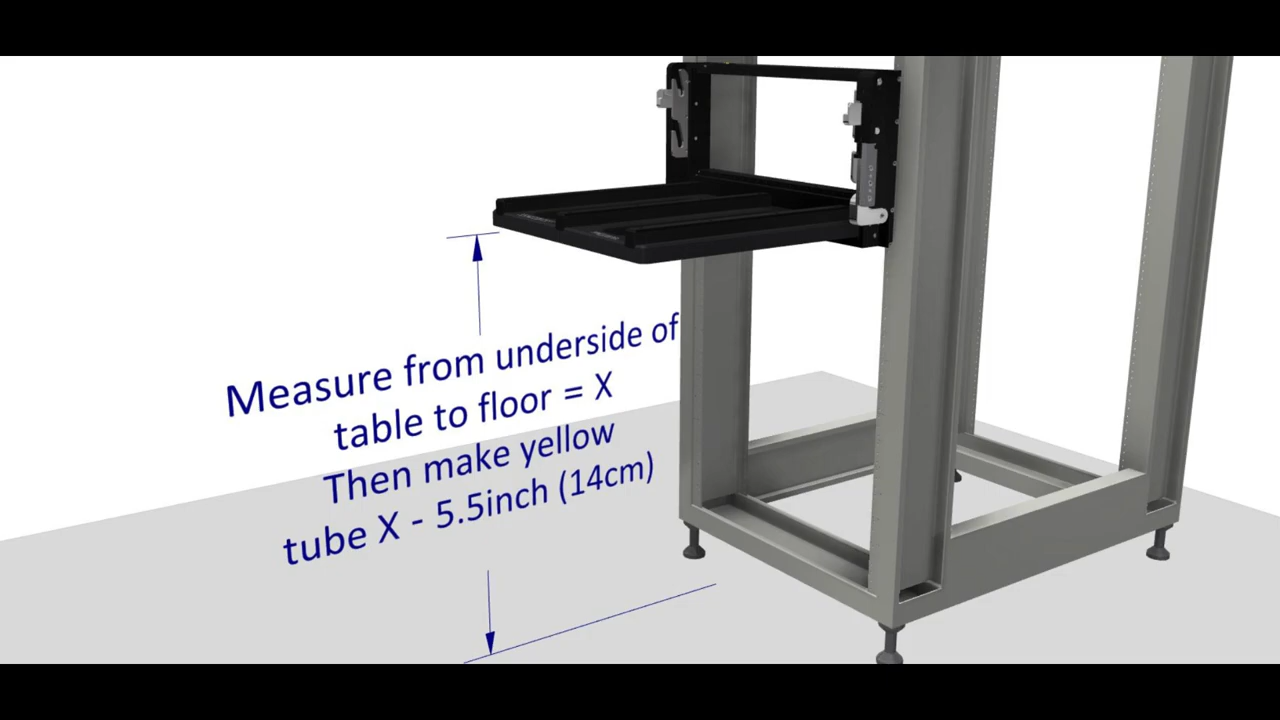 Measure from underside of
table to floor = X
Then make yellow
tube X - 5.5inch (14cm)